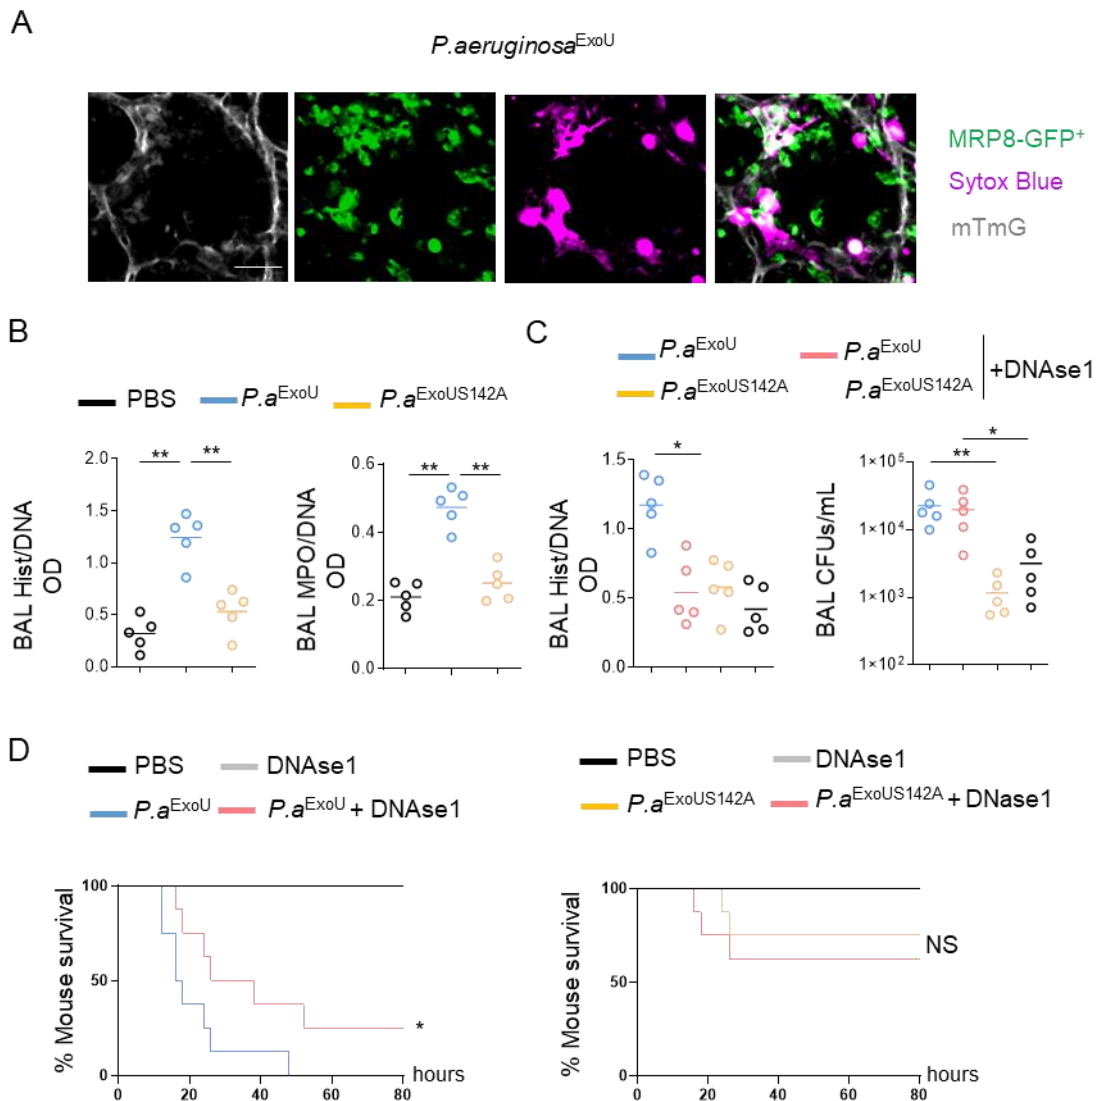 A
P.aeruginosaExoU
MRP8-GFP+
Sytox Blue
mTmG
B
PBS P.aExoU P.aExoUS142A
BAL Hist/DNA
OD
2.0
1.5
1.0
0.5
0.0
** **
BAL MPO/DNA
OD
0.6
0.4
0.2
0.0
** **
C
P.aExoU P.aExoU
P.aExoUS142A P.aExoUS142A
+DNAse1
BAL Hist/DNA
OD
1.5
1.0
0.5
0.0
*
BAL CFUs/mL
1×10⁵
1×10⁴
1×10³
1×10²
*
**
D
PBS DNAse1
P.aExoU P.aExoU + DNAse1
% Mouse survival
100
50
0
0 20 40 60 80
hours
*
PBS DNAse1
P.aExoUS142A P.aExoUS142A + DNase1
% Mouse survival
100
50
0
0 20 40 60 80
hours
NS